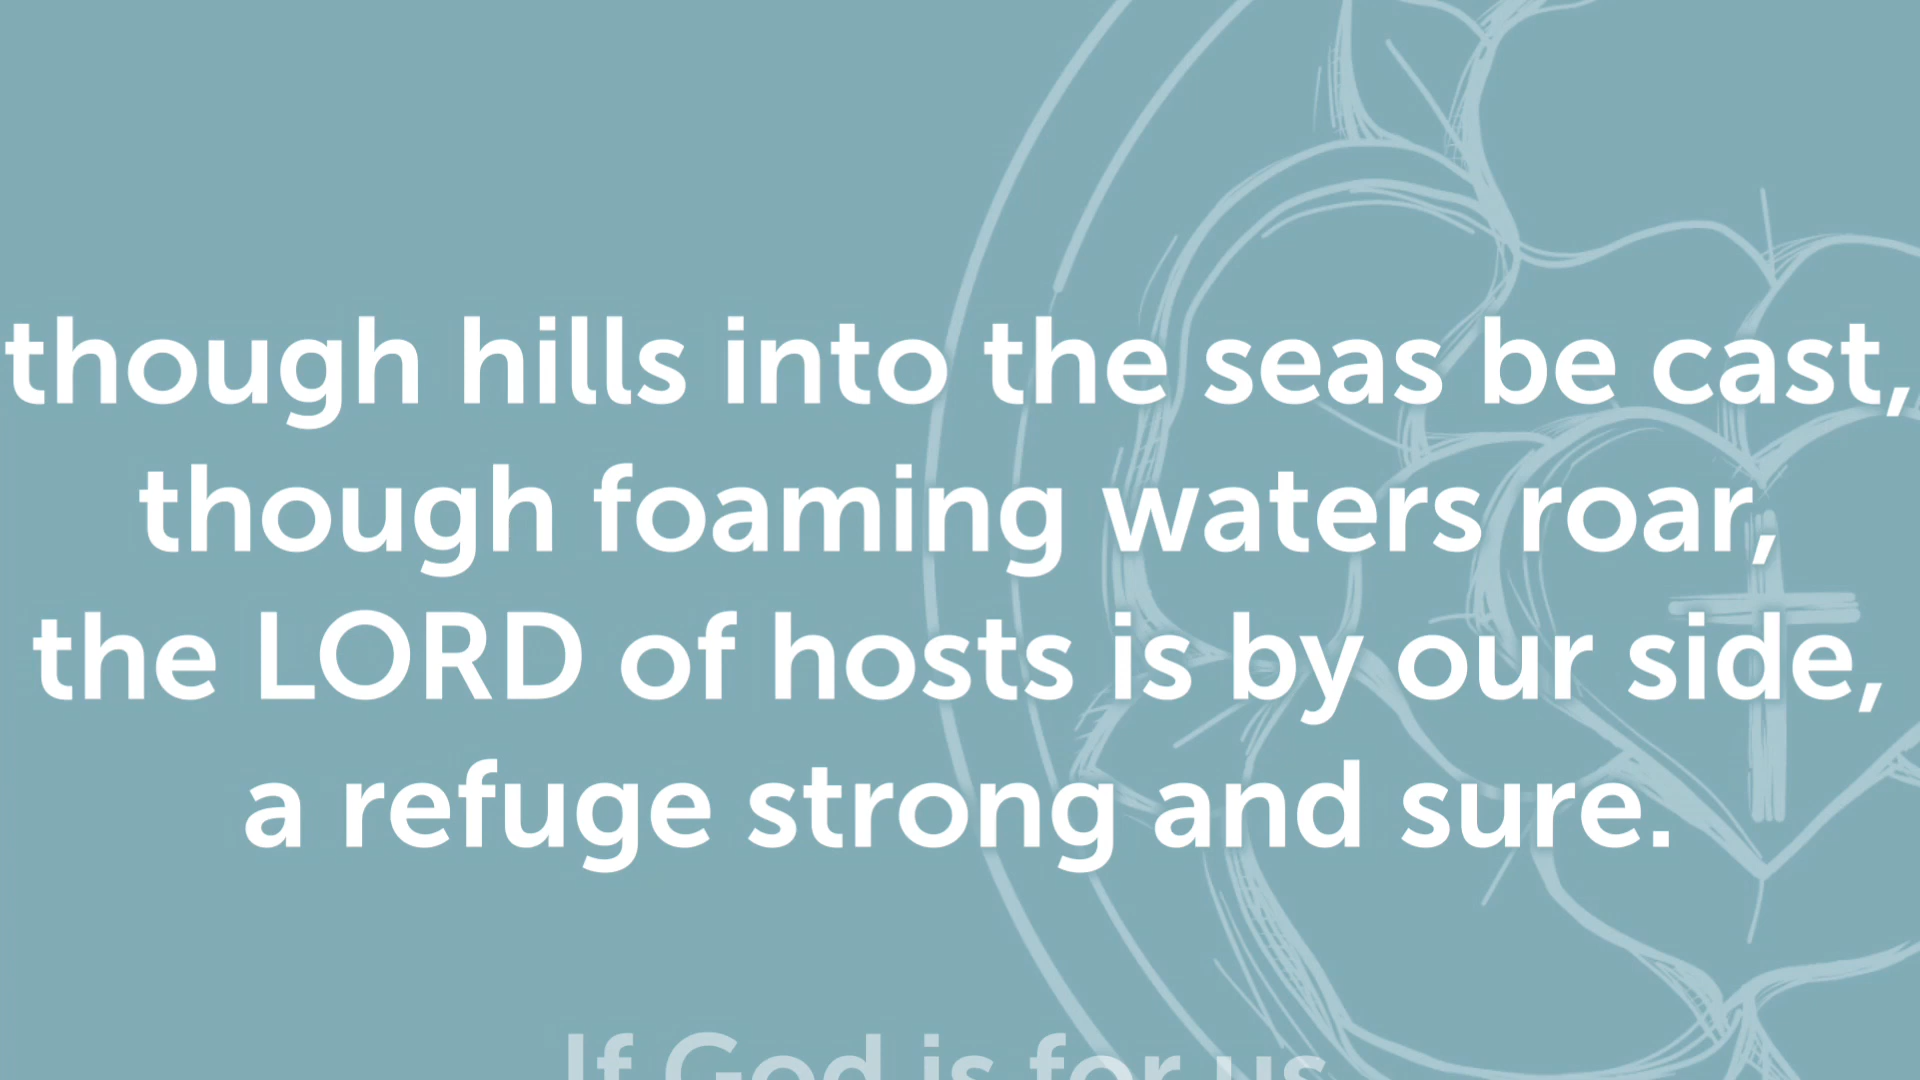 though hills into the seas be cast,
though foaming waters roar,
the LORD of hosts is by our side,
a refuge strong and sure.
If God is for us